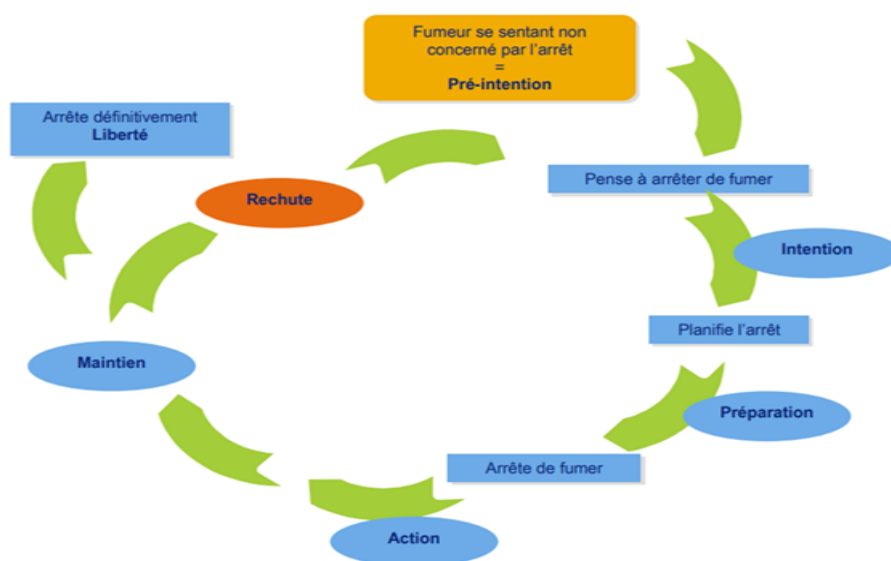 Fumeur se sentant non
concerné par l'arrêt
=
Pré-intention
Arrête définitivement
Liberté
Rechute
Pense à arrêter de fumer
Intention
Planifie l'arrêt
Maintien
Préparation
Arrête de fumer
Action